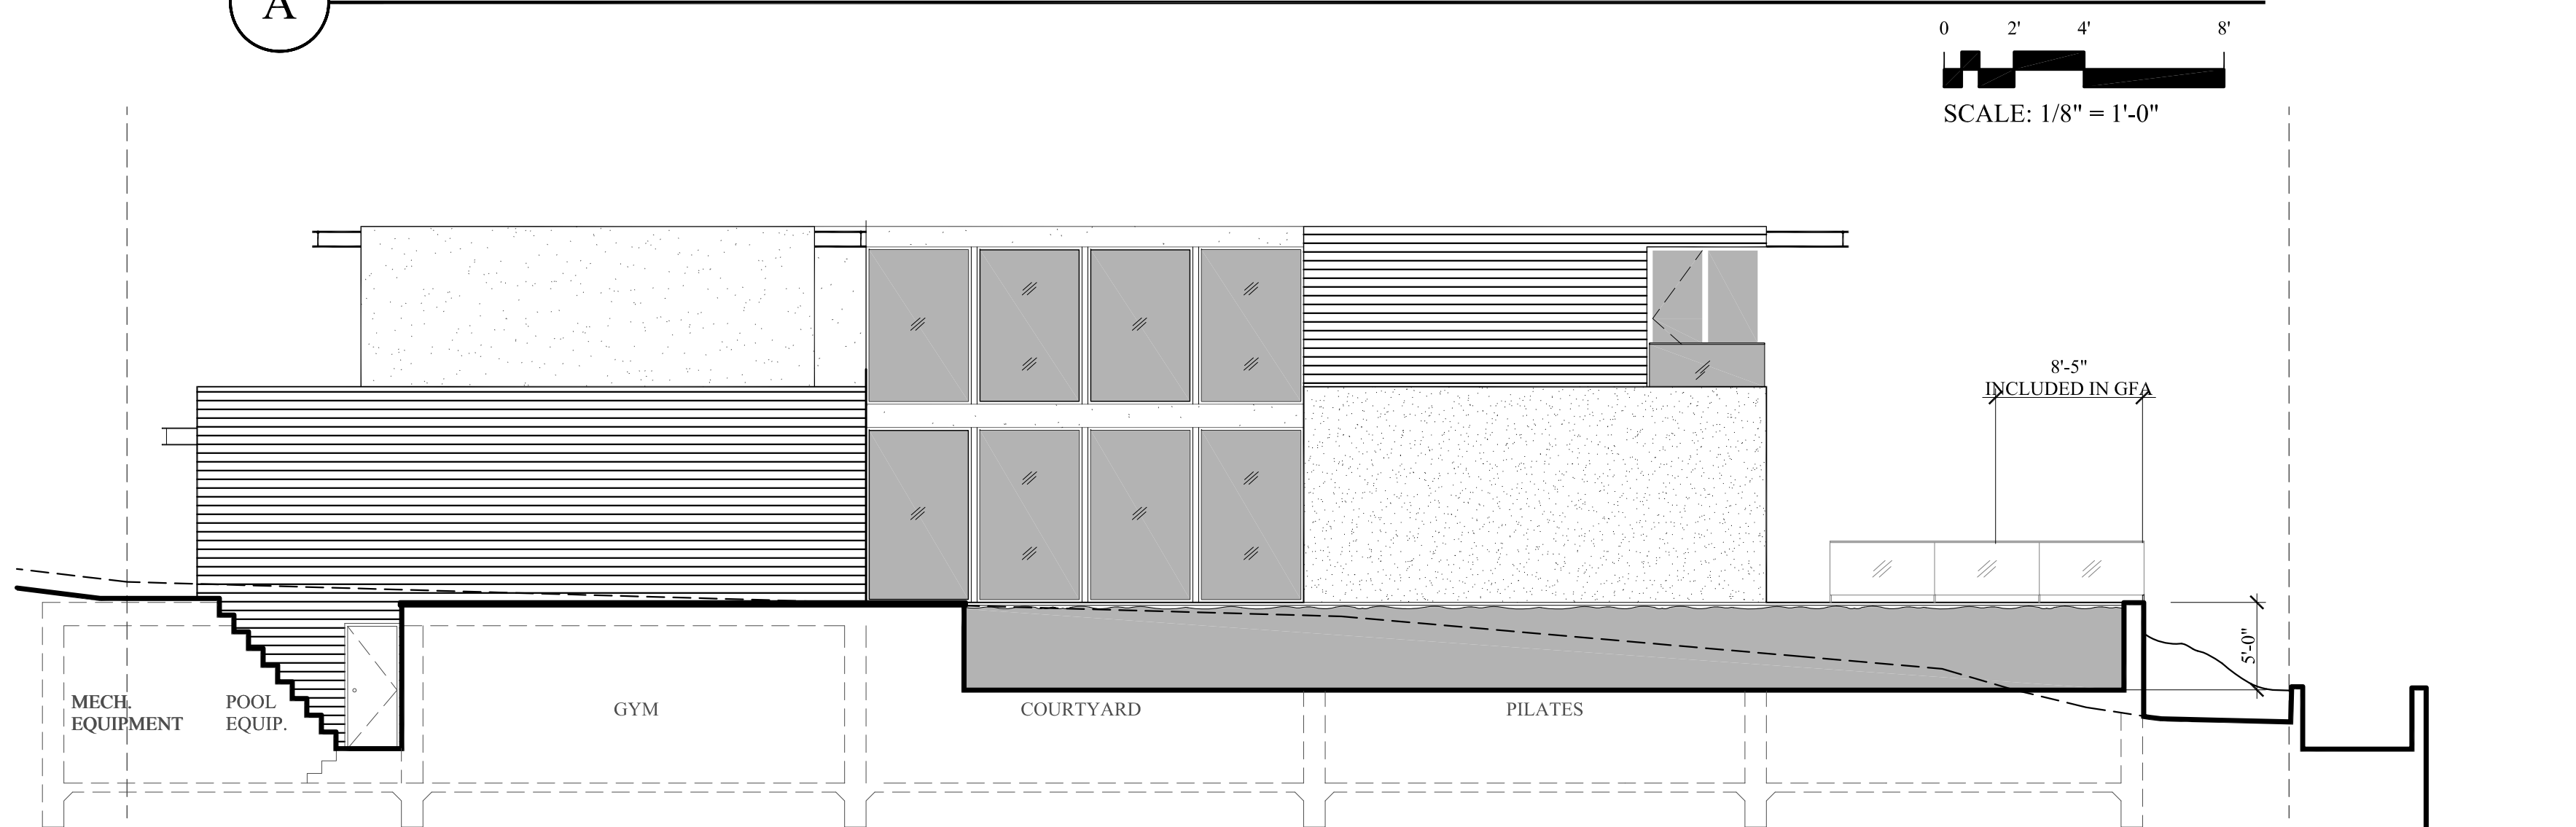 A
0 2' 4' 8'
SCALE: 1/8" = 1'-0"
8'-5"
INCLUDED IN GFA
5'-0"
MECH.
EQUIPMENT
POOL
EQUIP.
GYM
COURTYARD
PILATES